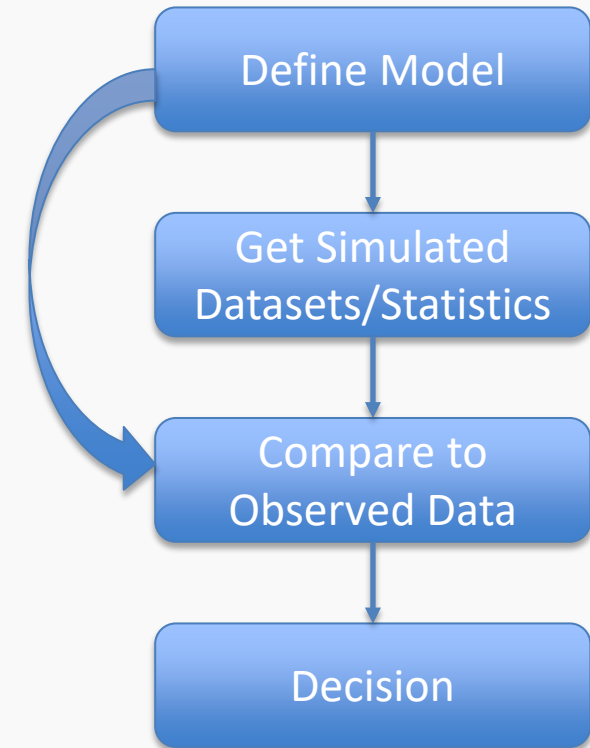 Define Model
Get Simulated
Datasets/Statistics
Compare to
Observed Data
Decision